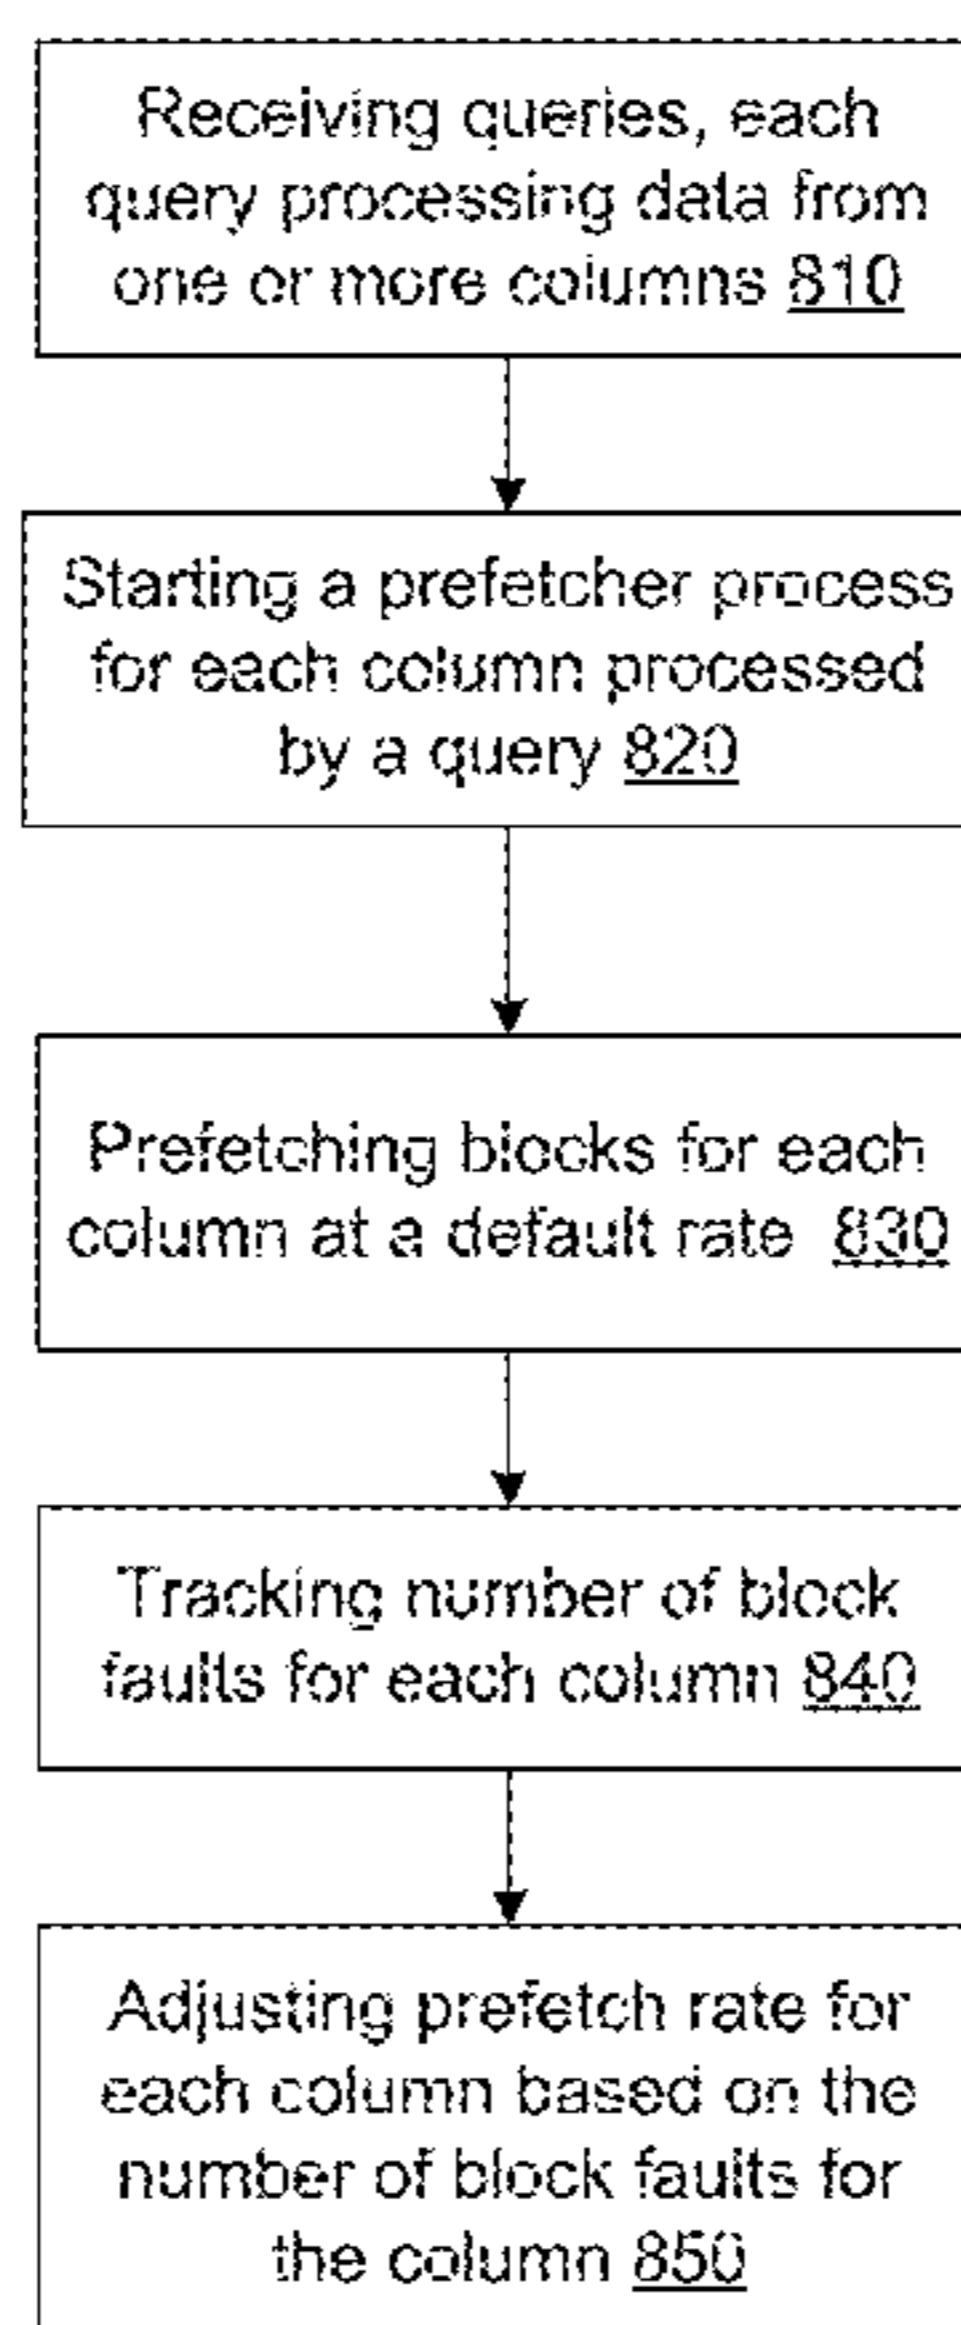 Receiving queries, each
query processing data from
one or more columns 810
Starting a prefetcher process
for each column processed
by a query 820
Prefetching blocks for each
column at a default rate 830
Tracking number of block
faults for each column 840
Adjusting prefetch rate for
each column based on the
number of block faults for
the column 850